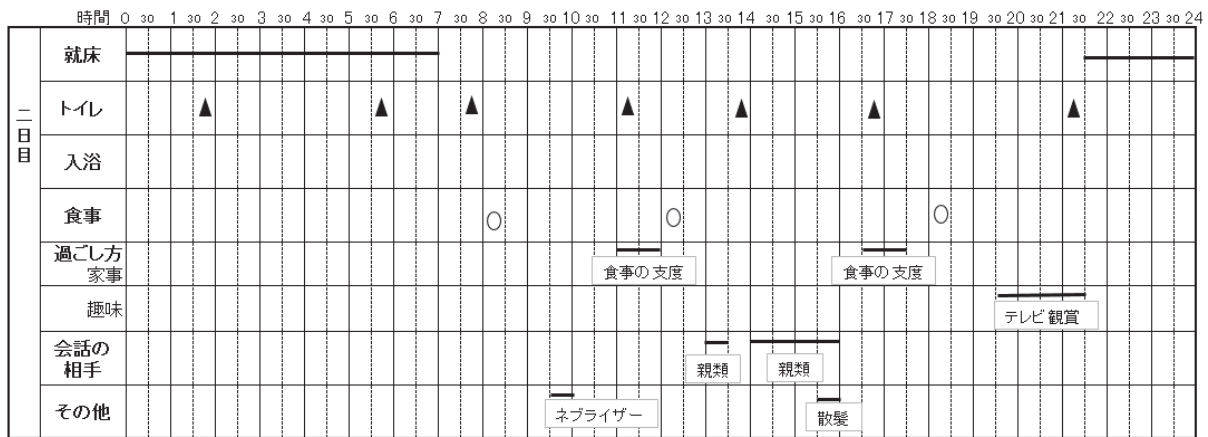 時間 0 30 1 30 2 30 3 30 4 30 5 30 6 30 7 30 8 30 9 30 10 30 11 30 12 30 13 30 14 30 15 30 16 30 17 30 18 30 19 30 20 30 21 30 22 30 23 30 24
二日目
就床
トイレ
入浴
食事
過ごし方
家事
食事の支度 食事の支度
趣味
テレビ観賞
会話の
相手
親類 親類
その他
ネブライザー 散髪